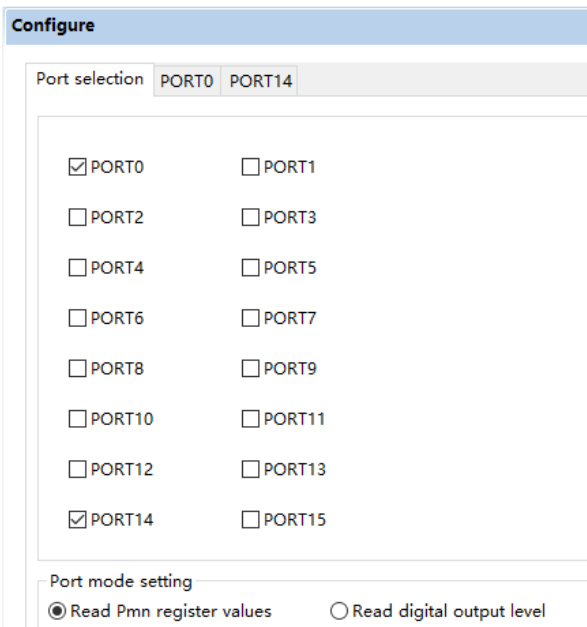 Configure
Port selection PORT0 PORT14
PORT0 PORT1
PORT2 PORT3
PORT4 PORT5
PORT6 PORT7
PORT8 PORT9
PORT10 PORT11
PORT12 PORT13
PORT14 PORT15
Port mode setting
Read Pmn register values Read digital output level